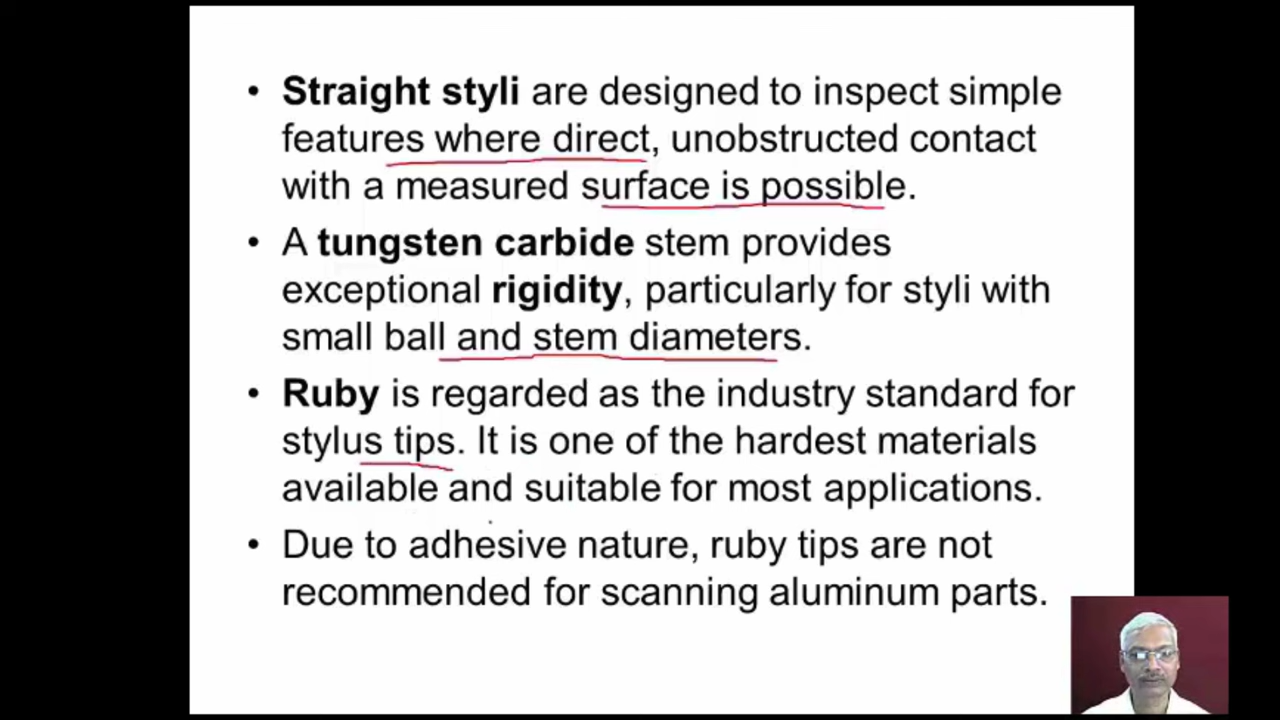 • Straight styli are designed to inspect simple
features where direct, unobstructed contact
with a measured surface is possible.
• A tungsten carbide stem provides
exceptional rigidity, particularly for styli with
small ball and stem diameters.
• Ruby is regarded as the industry standard for
stylus tips. It is one of the hardest materials
available and suitable for most applications.
• Due to adhesive nature, ruby tips are not
recommended for scanning aluminum parts.